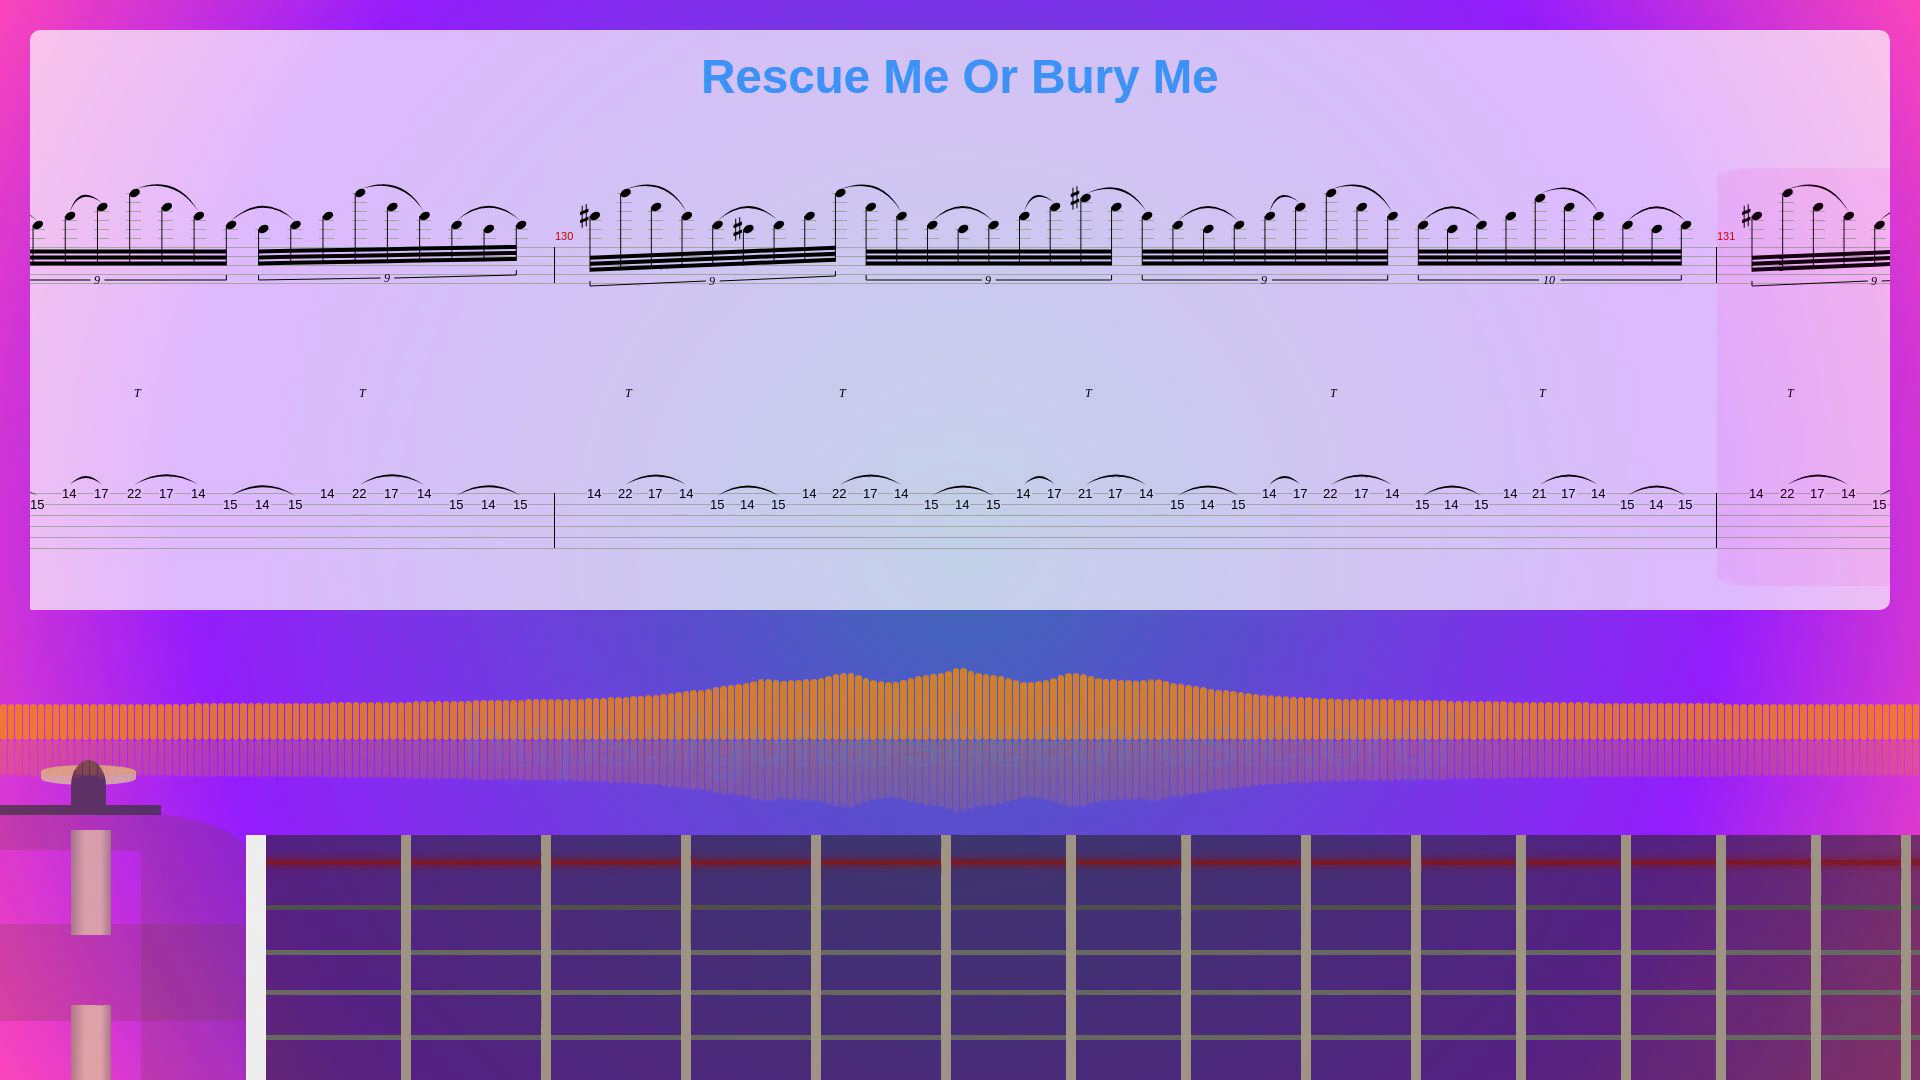 Rescue Me Or Bury Me
130 131
9 9 9 9 9 10 9
T T T T T T T T
14 17 22 17 14 14 22 17 14 14 22 17 14 14 22 17 14 14 17 21 17 14 14 17 22 17 14 14 21 17 14 14 22 17 14
15 15 14 15 15 14 15 15 14 15 15 14 15 15 14 15 15 14 15 15 14 15 15